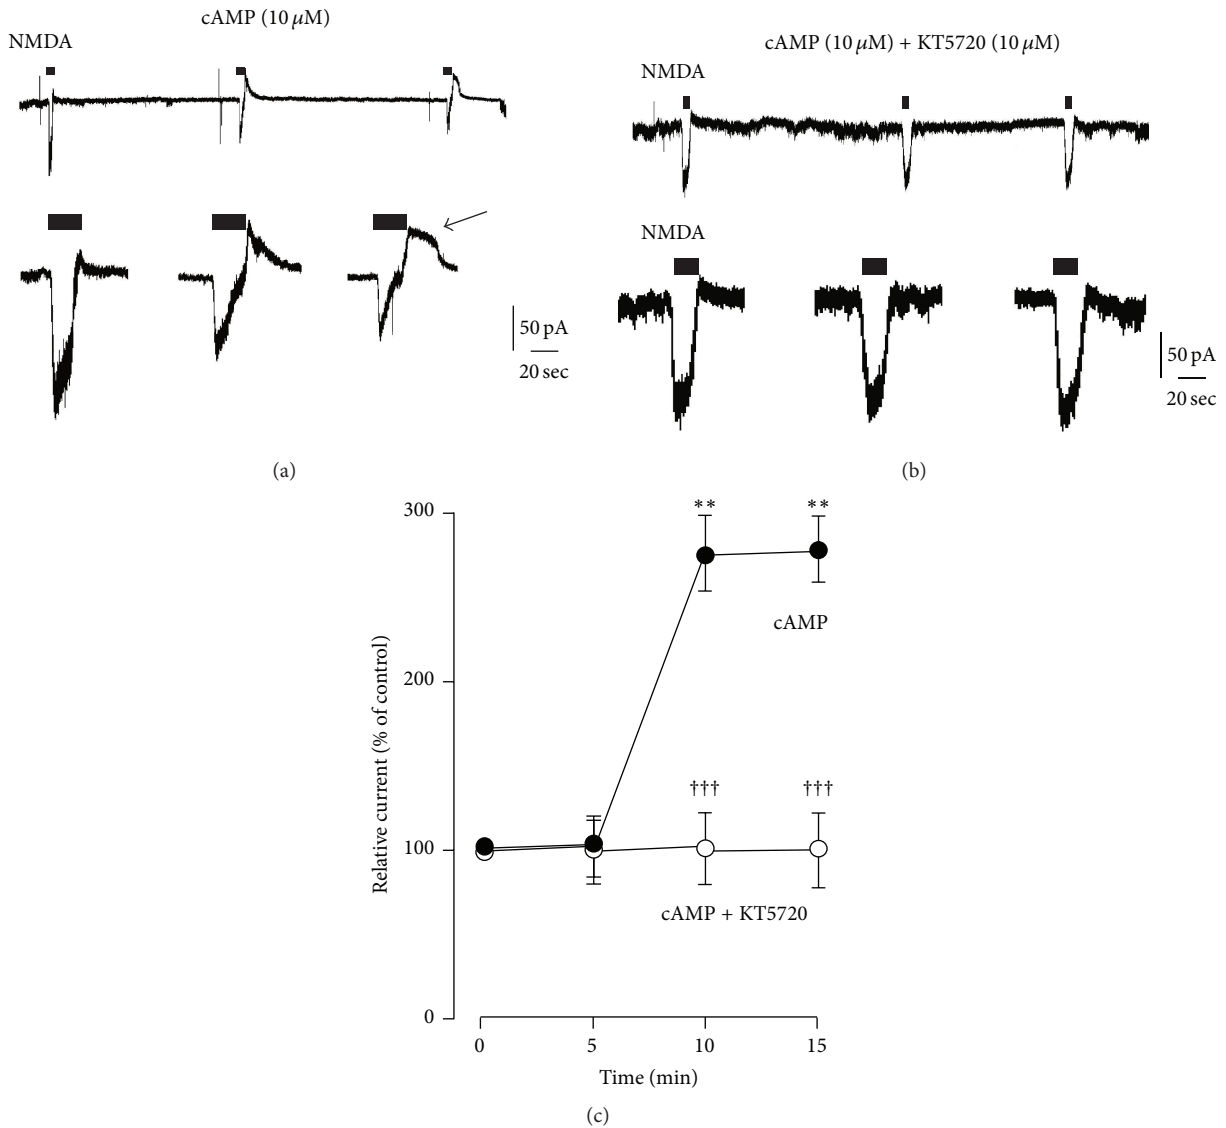 cAMP (10 μM)
NMDA
50 pA
20 sec
(a)
cAMP (10 μM) + KT5720 (10 μM)
NMDA
NMDA
50 pA
20 sec
(b)
300
200
100
0
Relative current (% of control)
**
**
cAMP
†††
†††
cAMP + KT5720
0
5
10
15
Time (min)
(c)